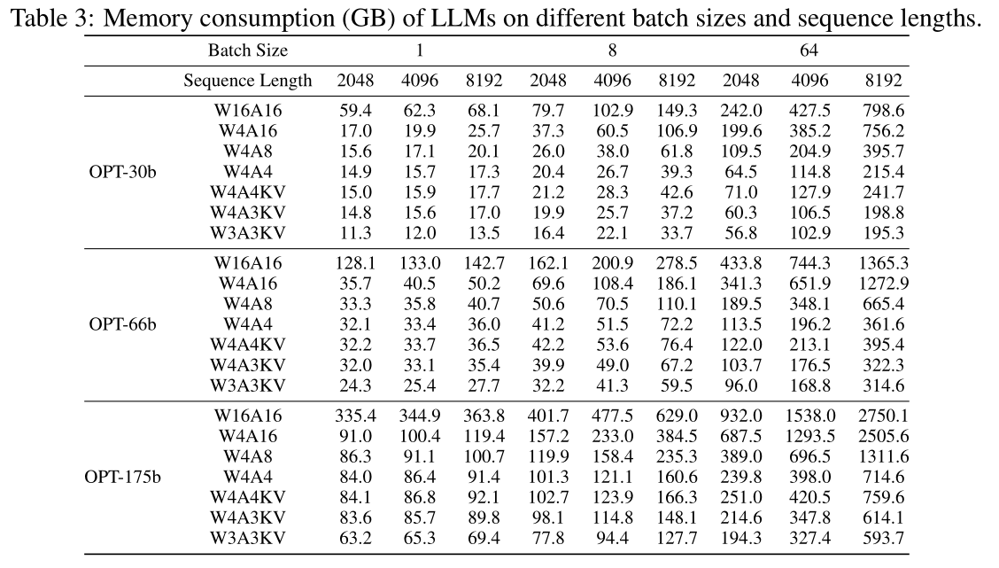 Table 3: Memory consumption (GB) of LLMs on different batch sizes and sequence lengths.
Batch Size 1 8 64
Sequence Length 2048 4096 8192 2048 4096 8192 2048 4096 8192
W16A16 59.4 62.3 68.1 79.7 102.9 149.3 242.0 427.5 798.6
W4A16 17.0 19.9 25.7 37.3 60.5 106.9 199.6 385.2 756.2
W4A8 15.6 17.1 20.1 26.0 38.0 61.8 109.5 204.9 395.7
OPT-30b W4A4 14.9 15.7 17.3 20.4 26.7 39.3 64.5 114.8 215.4
W4A4KV 15.0 15.9 17.7 21.2 28.3 42.6 71.0 127.9 241.7
W4A3KV 14.8 15.6 17.0 19.9 25.7 37.2 60.3 106.5 198.8
W3A3KV 11.3 12.0 13.5 16.4 22.1 33.7 56.8 102.9 195.3
W16A16 128.1 133.0 142.7 162.1 200.9 278.5 433.8 744.3 1365.3
W4A16 35.7 40.5 50.2 69.6 108.4 186.1 341.3 651.9 1272.9
W4A8 33.3 35.8 40.7 50.6 70.5 110.1 189.5 348.1 665.4
OPT-66b W4A4 32.1 33.4 36.0 41.2 51.5 72.2 113.5 196.2 361.6
W4A4KV 32.2 33.7 36.5 42.2 53.6 76.4 122.0 213.1 395.4
W4A3KV 32.0 33.1 35.4 39.9 49.0 67.2 103.7 176.5 322.3
W3A3KV 24.3 25.4 27.7 32.2 41.3 59.5 96.0 168.8 314.6
W16A16 335.4 344.9 363.8 401.7 477.5 629.0 932.0 1538.0 2750.1
W4A16 91.0 100.4 119.4 157.2 233.0 384.5 687.5 1293.5 2505.6
W4A8 86.3 91.1 100.7 119.9 158.4 235.3 389.0 696.5 1311.6
OPT-175b W4A4 84.0 86.4 91.4 101.3 121.1 160.6 239.8 398.0 714.6
W4A4KV 84.1 86.8 92.1 102.7 123.9 166.3 251.0 420.5 759.6
W4A3KV 83.6 85.7 89.8 98.1 114.8 148.1 214.6 347.8 614.1
W3A3KV 63.2 65.3 69.4 77.8 94.4 127.7 194.3 327.4 593.7